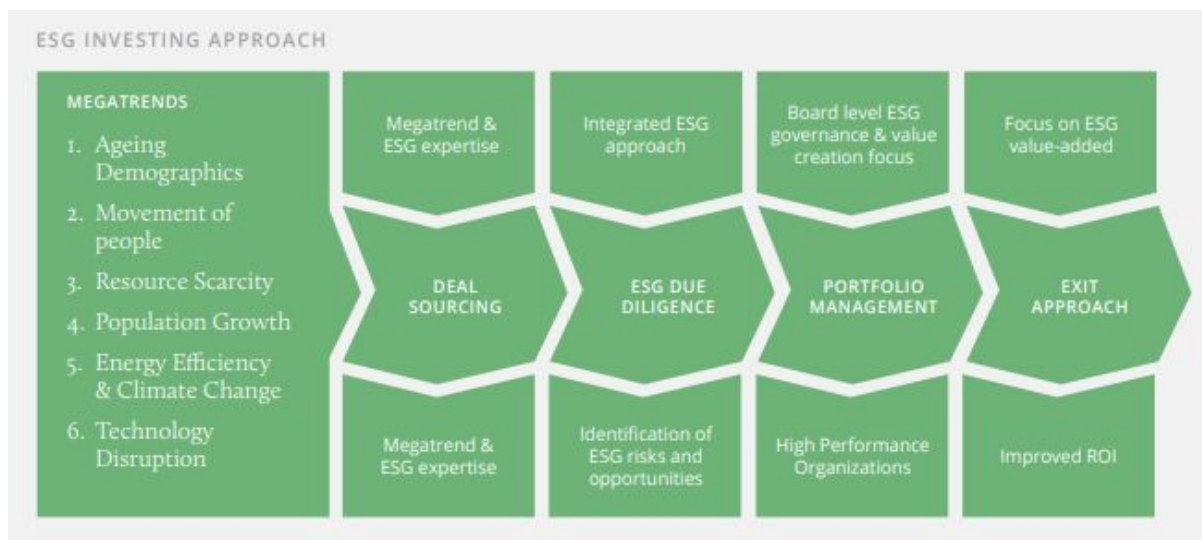 ESG INVESTING APPROACH
MEGATRENDS
1. Ageing
Demographics
2. Movement of
people
3. Resource Scarcity
4. Population Growth
5. Energy Efficiency
& Climate Change
6. Technology
Disruption
Megatrend &
ESG expertise
Integrated ESG
approach
Board level ESG
governance & value
creation focus
Focus on ESG
value-added
DEAL
SOURCING
ESG DUE
DILIGENCE
PORTFOLIO
MANAGEMENT
EXIT
APPROACH
Megatrend &
ESG expertise
Identification of
ESG risks and
opportunities
High Performance
Organizations
Improved ROI